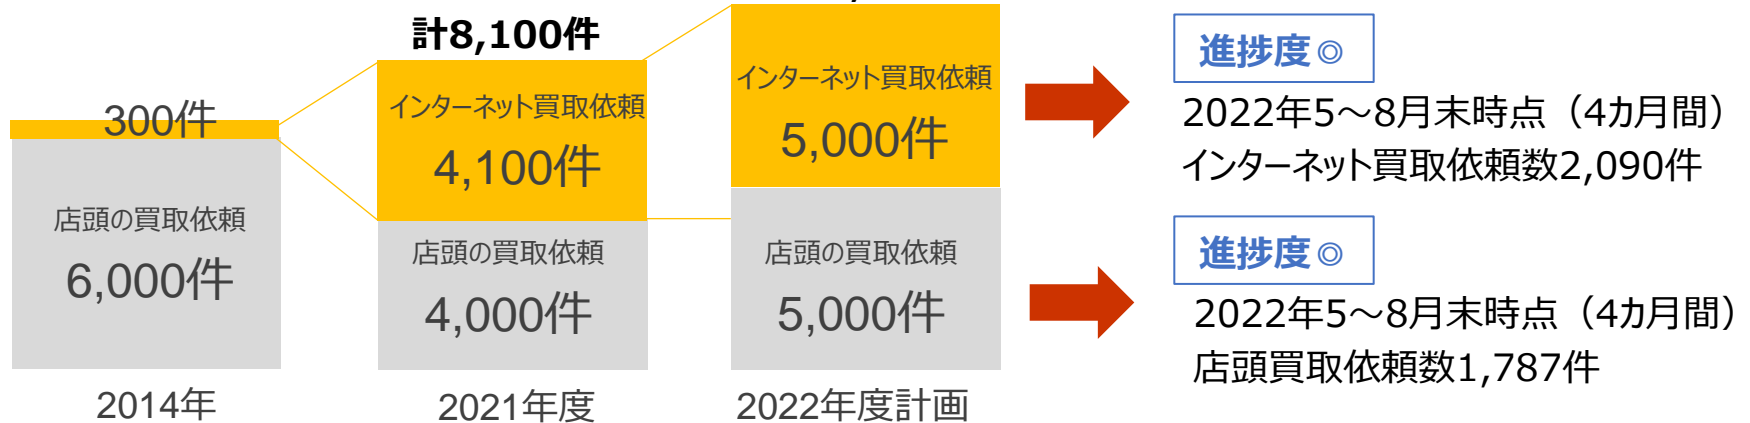 計8,100件
300件
店頭の買取依頼
6,000件
2014年
インターネット買取依頼
4,100件
店頭の買取依頼
4,000件
2021年度
インターネット買取依頼
5,000件
店頭の買取依頼
5,000件
2022年度計画
進捗度◎
2022年5~8月末時点(4カ月間)
インターネット買取依頼数2,090件
進捗度◎
2022年5~8月末時点(4カ月間)
店頭買取依頼数1,787件